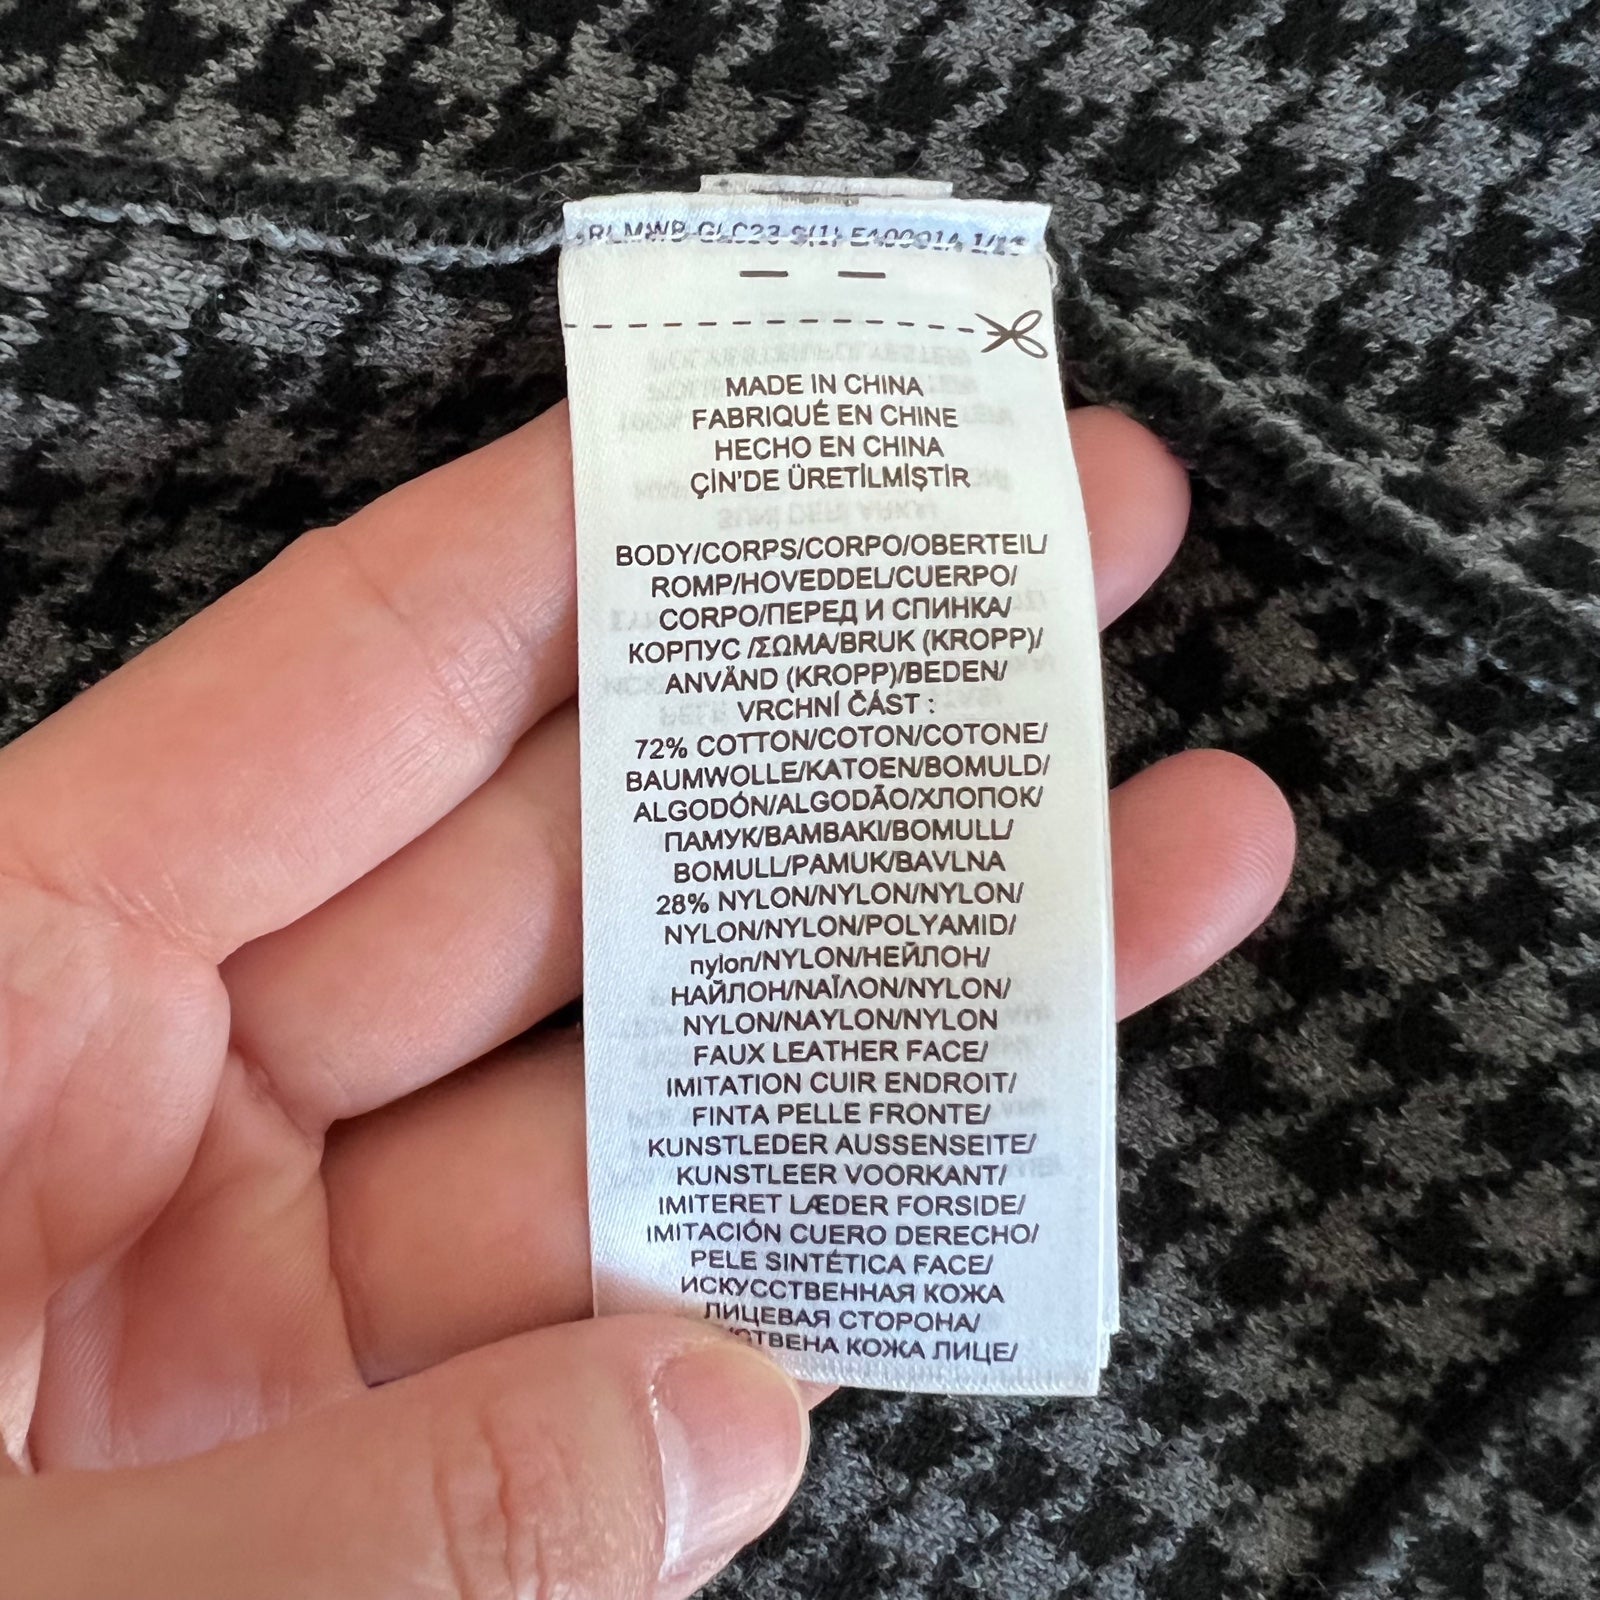 MADE IN CHINA
FABRIQUÉ EN CHINE
HECHO EN CHINA
ÇİN'DE ÜRETİLMİŞTİR
BODY/CORPS/CORPO/OBERTEIL/
ROMP/HOVEDDEL/CUERPO/
CORPO/ПЕРЕД И СПИНКА/
КОРПУС /ΣΩΜΑ/BRUK (KROPP)/
ANVÄND (KROPP)/BEDEN/
VRCHNÍ ČÁST :
72% COTTON/COTON/COTONE/
BAUMWOLLE/KATOEN/BOMULD/
ALGODÓN/ALGODÃO/ХЛОПОК/
ПАМУК/ΒΑΜΒΑΚΙ/BOMULL/
BOMULL/PAMUK/BAVLNA
28% NYLON/NYLON/NYLON/
NYLON/NYLON/POLYAMID/
nylon/NYLON/НЕЙЛОН/
НАЙЛОН/ΝΑΪΛΟΝ/NYLON/
NYLON/NAYLON/NYLON
FAUX LEATHER FACE/
IMITATION CUIR ENDROIT/
FINTA PELLE FRONTE/
KUNSTLEDER AUSSENSEITE/
KUNSTLEER VOORKANT/
IMITERET LÆDER FORSIDE/
IMITACIÓN CUERO DERECHO/
PELE SINTÉTICA FACE/
ИСКУССТВЕННАЯ КОЖА
ЛИЦЕВАЯ СТОРОНА/
КОЖА ЛИЦЕ/